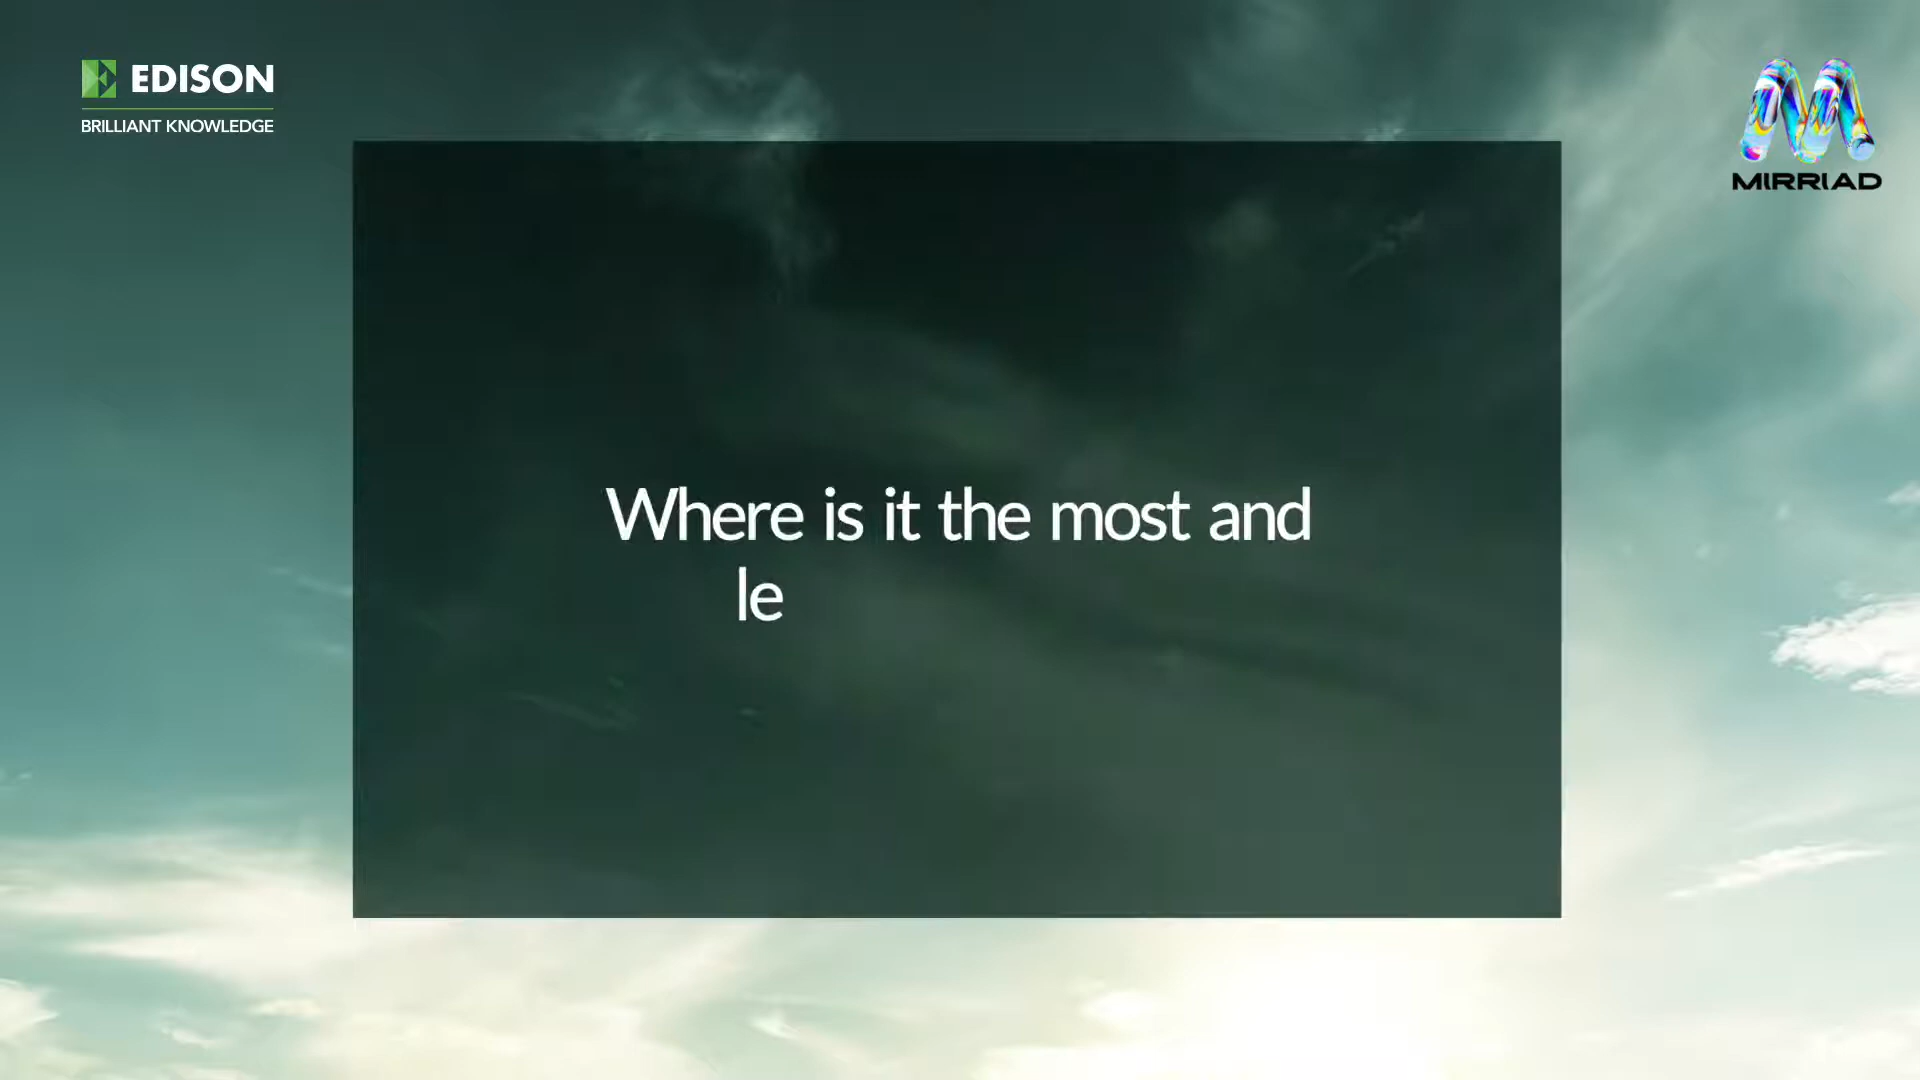 EDISON
BRILLIANT KNOWLEDGE
MIRRIAD
Where is it the most and
le